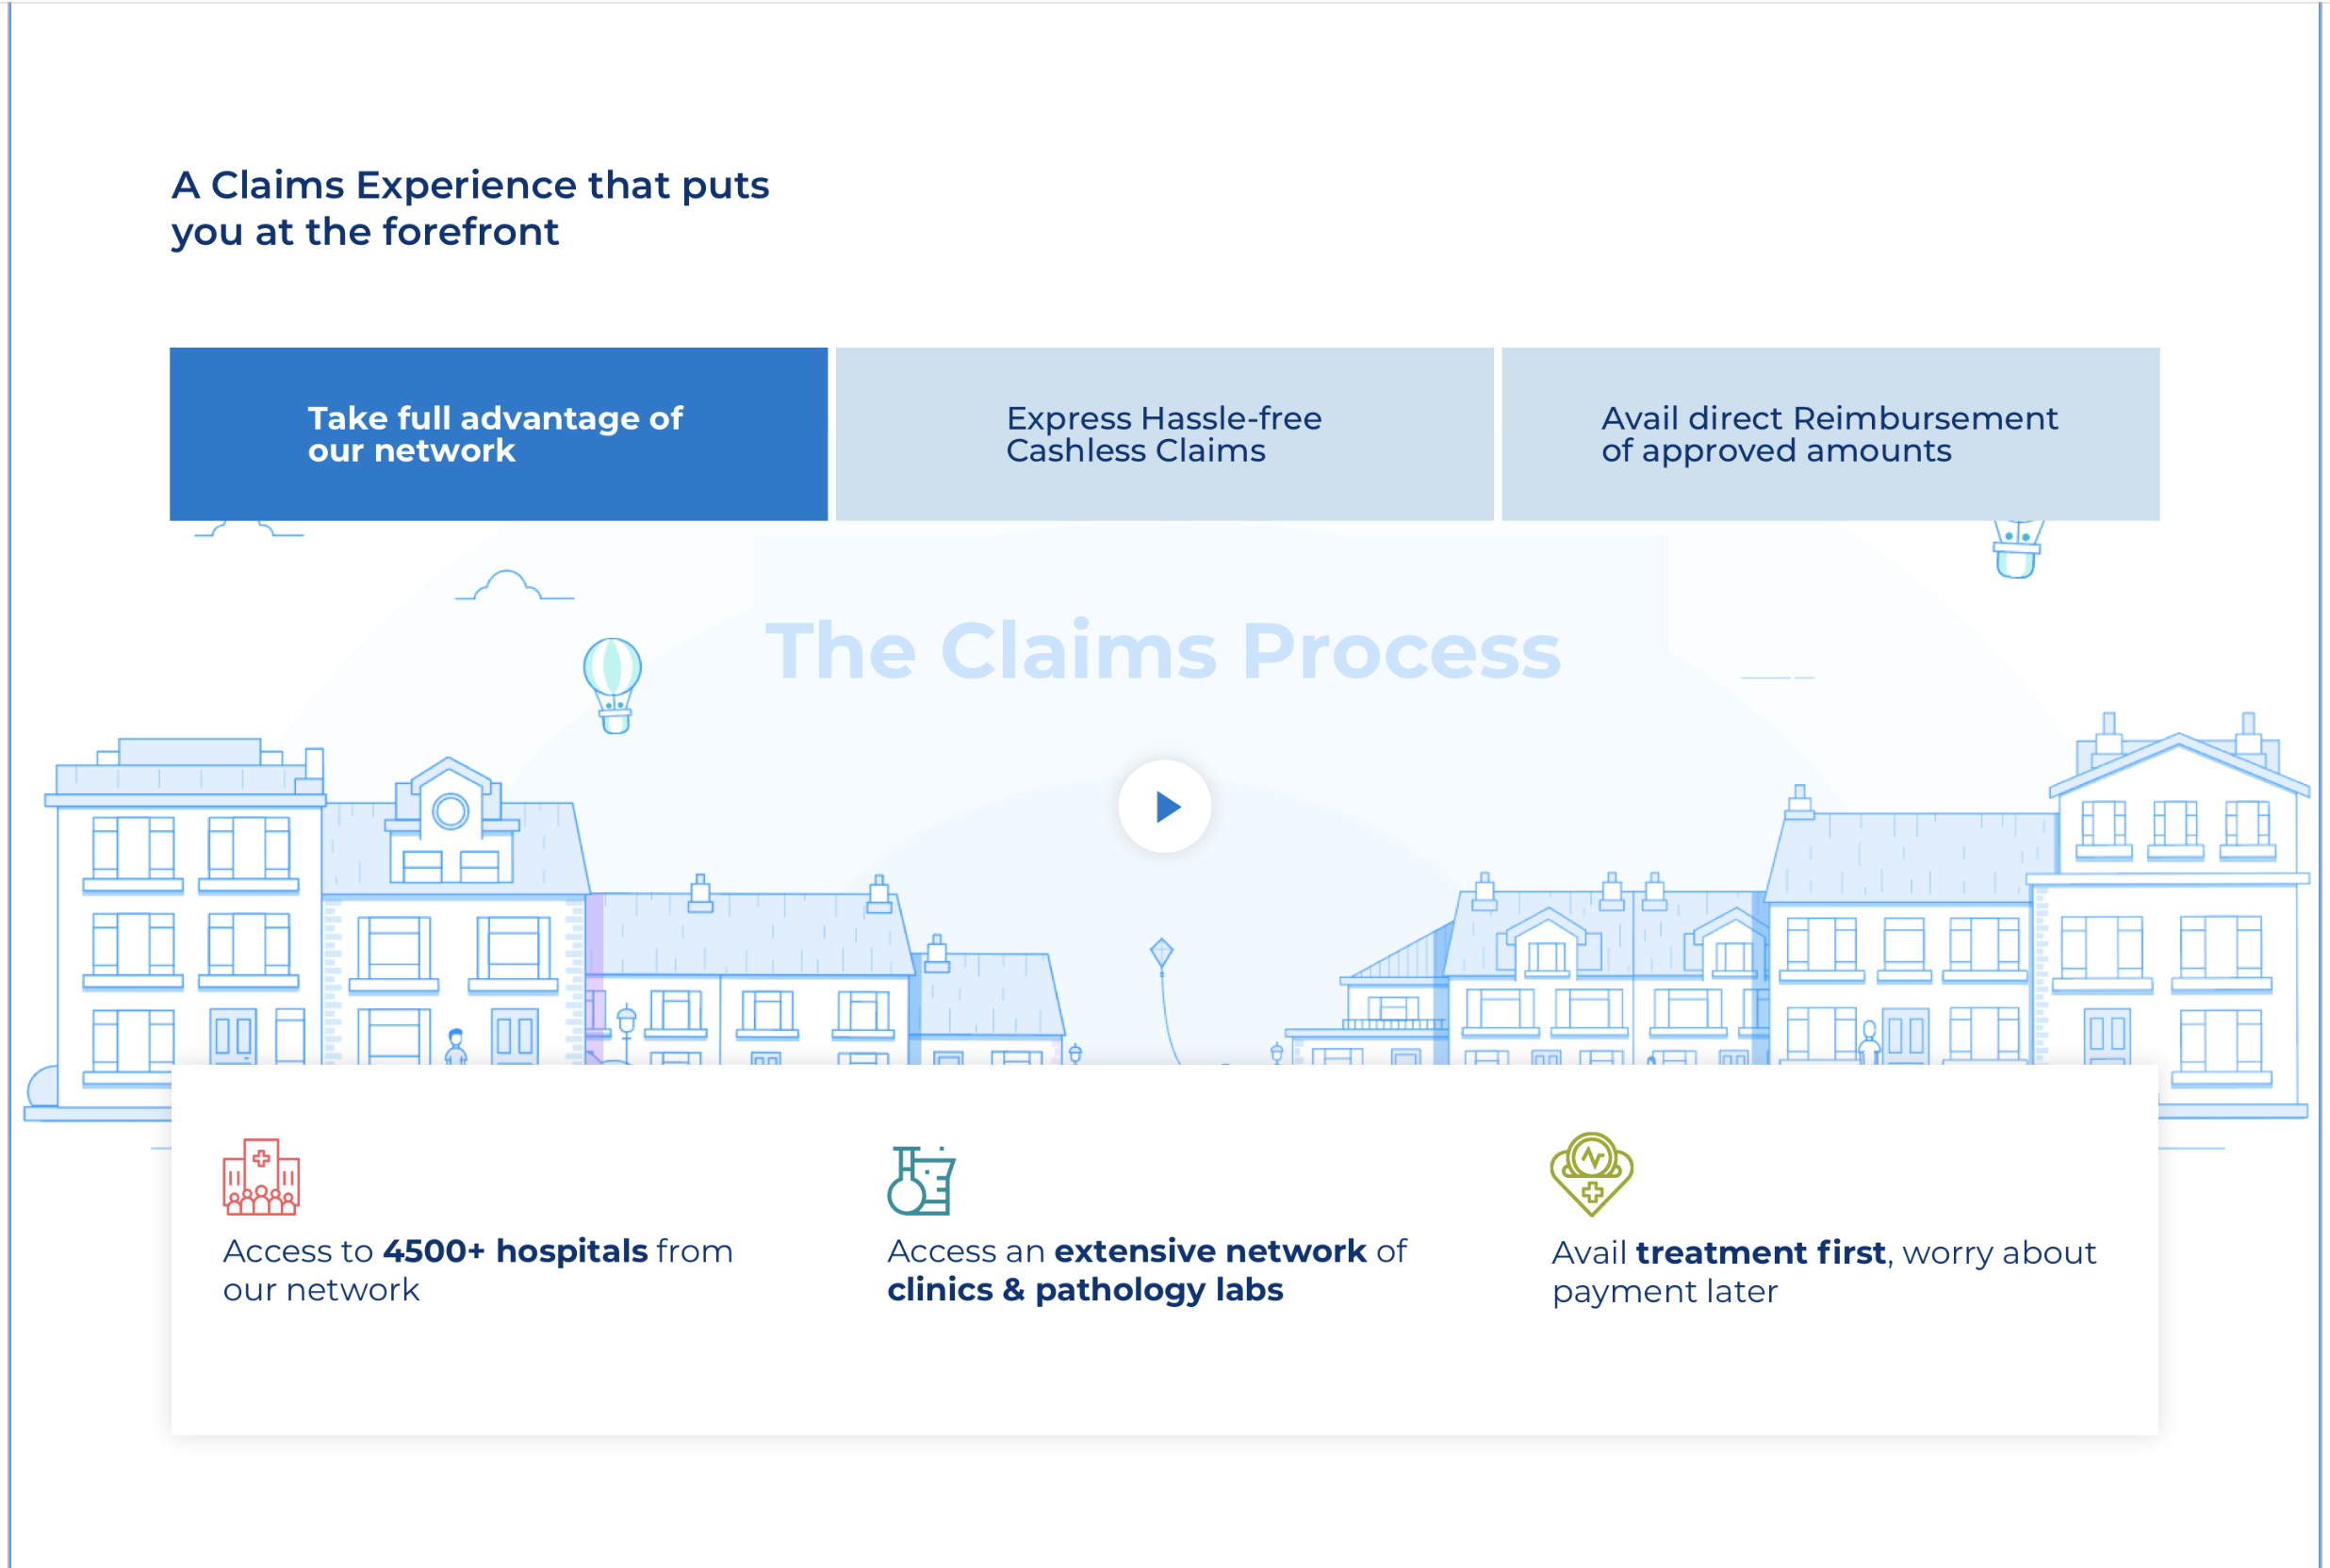 A Claims Experience that puts
you at the forefront
Take full advantage of
our network
Express Hassle-free
Cashless Claims
Avail direct Reimbursement
of approved amounts
The Claims Process
Access to 4500+ hospitals from
our network
Access an extensive network of
clinics & pathology labs
Avail treatment first, worry about
payment later